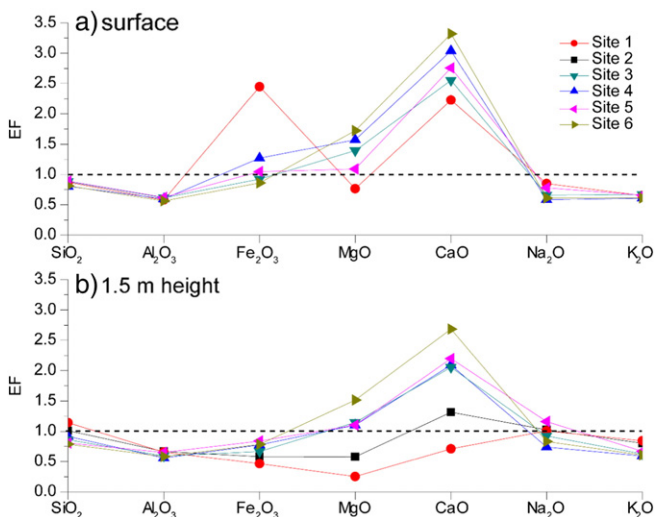 a) surface
EF
3.5
3.0
2.5
2.0
1.5
1.0
0.5
0.0
Site 1
Site 2
Site 3
Site 4
Site 5
Site 6
SiO₂ Al₂O₃ Fe₂O₃ MgO CaO Na₂O K₂O
b) 1.5 m height
EF
3.5
3.0
2.5
2.0
1.5
1.0
0.5
0.0
SiO₂ Al₂O₃ Fe₂O₃ MgO CaO Na₂O K₂O